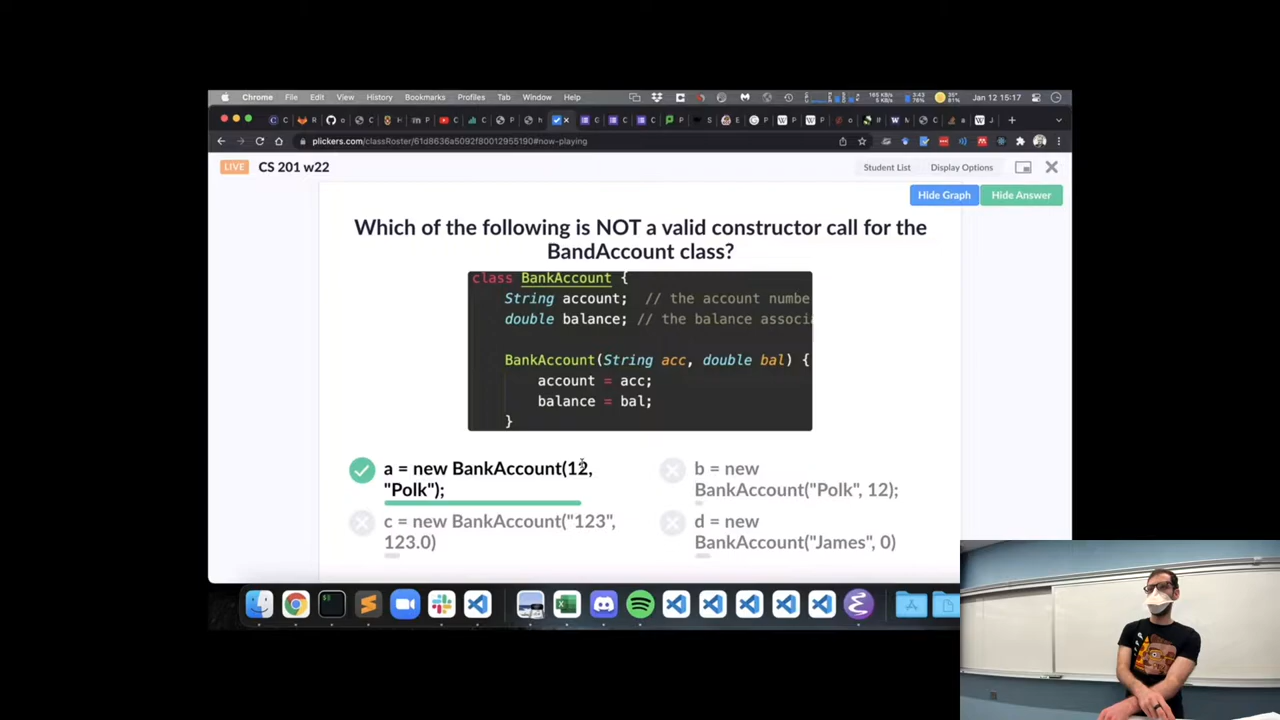 Chrome File Edit View History Bookmarks Profiles Tab Window Help
Jan 12 15:17
plickers.com/classRoster/61d8636a5092f80012955190#now-playing
LIVE CS 201 w22 Student List Display Options
Hide Graph Hide Answer
Which of the following is NOT a valid constructor call for the
BandAccount class?
class BankAccount {
String account; // the account numbe
double balance; // the balance associ
BankAccount(String acc, double bal) {
account = acc;
balance = bal;
}
a = new BankAccount(12,
"Polk");
b = new
BankAccount("Polk", 12);
c = new BankAccount("123",
123.0)
d = new
BankAccount("James", 0)